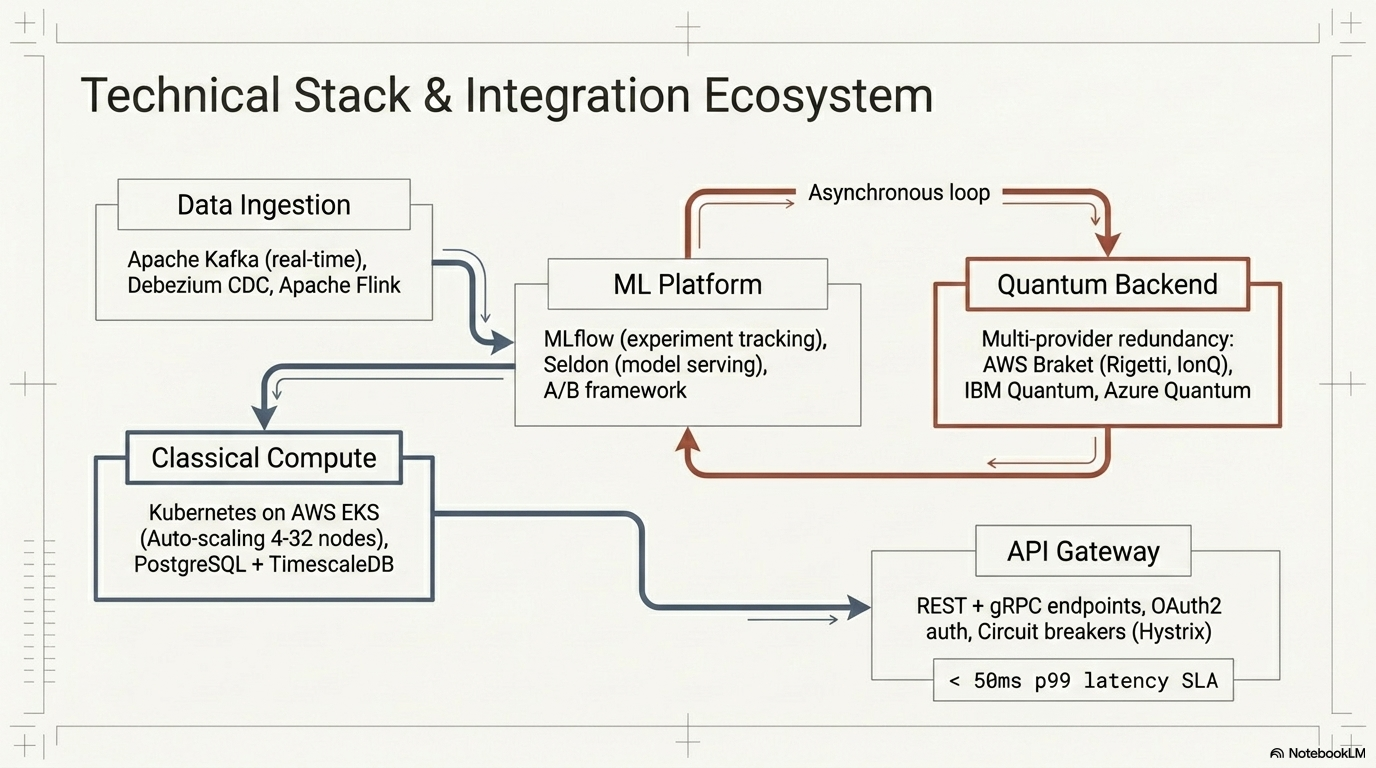 Technical Stack & Integration Ecosystem
Data Ingestion
Apache Kafka (real-time),
Debezium CDC, Apache Flink
Asynchronous loop
ML Platform
MLflow (experiment tracking),
Seldon (model serving),
A/B framework
Quantum Backend
Multi-provider redundancy:
AWS Braket (Rigetti, IonQ),
IBM Quantum, Azure Quantum
Classical Compute
Kubernetes on AWS EKS
(Auto-scaling 4-32 nodes),
PostgreSQL + TimescaleDB
API Gateway
REST + gRPC endpoints, OAuth2
auth, Circuit breakers (Hystrix)
< 50ms p99 latency SLA
NotebookLM